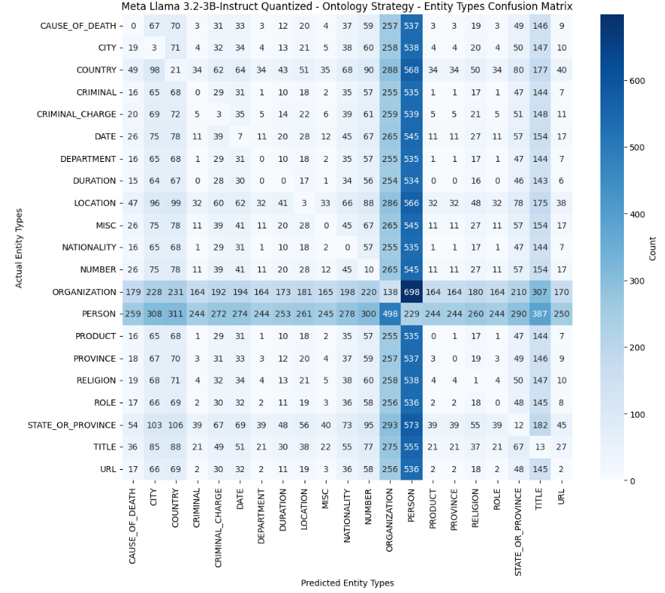 Meta Llama 3.2-3B-Instruct Quantized - Ontology Strategy - Entity Types Confusion Matrix
CAUSE_OF_DEATH 0 67 70 3 31 33 3 12 20 4 37 59 257 537 3 3 19 3 49 146 9
CITY 19 3 71 4 32 34 4 13 21 5 38 60 258 538 4 4 20 4 50 147 10
COUNTRY 49 98 21 34 62 64 34 43 51 35 68 90 288 568 34 34 50 34 80 177 40
CRIMINAL 16 65 68 0 29 31 1 10 18 2 35 57 255 535 1 1 17 1 47 144 7
CRIMINAL_CHARGE 20 69 72 5 3 35 5 14 22 6 39 61 259 539 5 5 21 5 51 148 11
DATE 26 75 78 11 39 7 11 20 28 12 45 67 265 545 11 11 27 11 57 154 17
DEPARTMENT 16 65 68 1 29 31 0 10 18 2 35 57 255 535 1 1 17 1 47 144 7
DURATION 15 64 67 0 28 30 0 0 17 1 34 56 254 534 0 0 16 0 46 143 6
LOCATION 47 96 99 32 60 62 32 41 3 33 66 88 286 566 32 32 48 32 78 175 38
MISC 26 75 78 11 39 41 11 20 28 0 45 67 265 545 11 11 27 11 57 154 17
NATIONALITY 16 65 68 1 29 31 1 10 18 2 0 57 255 535 1 1 17 1 47 144 7
NUMBER 26 75 78 11 39 41 11 20 28 12 45 10 265 545 11 11 27 11 57 154 17
ORGANIZATION 179 228 231 164 192 194 164 173 181 165 198 220 138 698 164 164 180 164 210 307 170
PERSON 259 308 311 244 272 274 244 253 261 245 278 300 498 229 244 244 260 244 290 387 250
PRODUCT 16 65 68 1 29 31 1 10 18 2 35 57 255 535 0 1 17 1 47 144 7
PROVINCE 18 67 70 3 31 33 3 12 20 4 37 59 257 537 3 0 19 3 49 146 9
RELIGION 19 68 71 4 32 34 4 13 21 5 38 60 258 538 4 4 1 4 50 147 10
ROLE 17 66 69 2 30 32 2 11 19 3 36 58 256 536 2 2 18 0 48 145 8
STATE_OR_PROVINCE 54 103 106 39 67 69 39 48 56 40 73 95 293 573 39 39 55 39 12 182 45
TITLE 36 85 88 21 49 51 21 30 38 22 55 77 275 555 21 21 37 21 67 13 27
URL 17 66 69 2 30 32 2 11 19 3 36 58 256 536 2 2 18 2 48 145 2
CAUSE_OF_DEATH CITY COUNTRY CRIMINAL CRIMINAL_CHARGE DATE DEPARTMENT DURATION LOCATION MISC NATIONALITY NUMBER ORGANIZATION PERSON PRODUCT PROVINCE RELIGION ROLE STATE_OR_PROVINCE TITLE URL
Predicted Entity Types
Actual Entity Types
600
500
400
300
200
100
0
Count